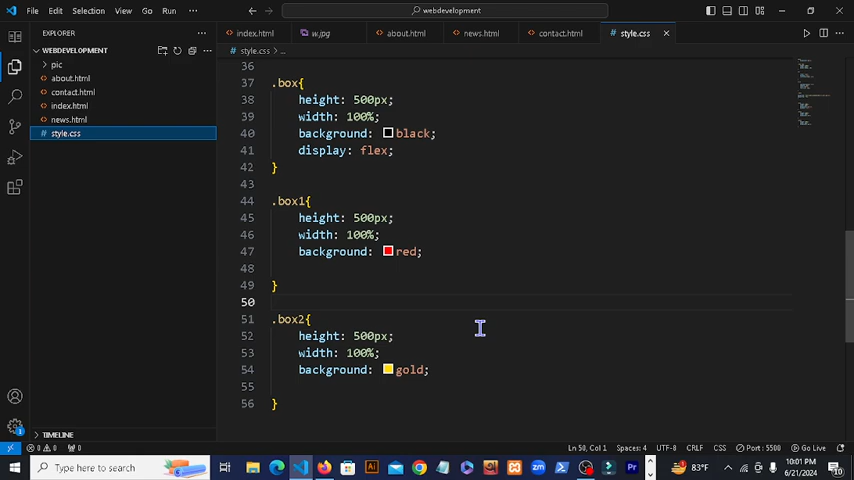 File Edit Selection View Go Run ... webdevelopment
EXPLORER ...
index.html w.jpg about.html news.html contact.html # style.css
WEBDEVELOPMENT
# style.css ...
pic
about.html
contact.html
index.html
news.html
# style.css
36
37 .box{
38 height: 500px;
39 width: 100%;
40 background: black;
41 display: flex;
42 }
43
44 .box1{
45 height: 500px;
46 width: 100%;
47 background: red;
48
49 }
50
51 .box2{
52 height: 500px;
53 width: 100%;
54 background: gold;
55
56 }
TIMELINE
0 0 0 Ln 50, Col 1 Spaces: 4 UTF-8 CRLF CSS Port : 5500 Go Live
Type here to search 83°F 10:01 PM
6/21/2024
10